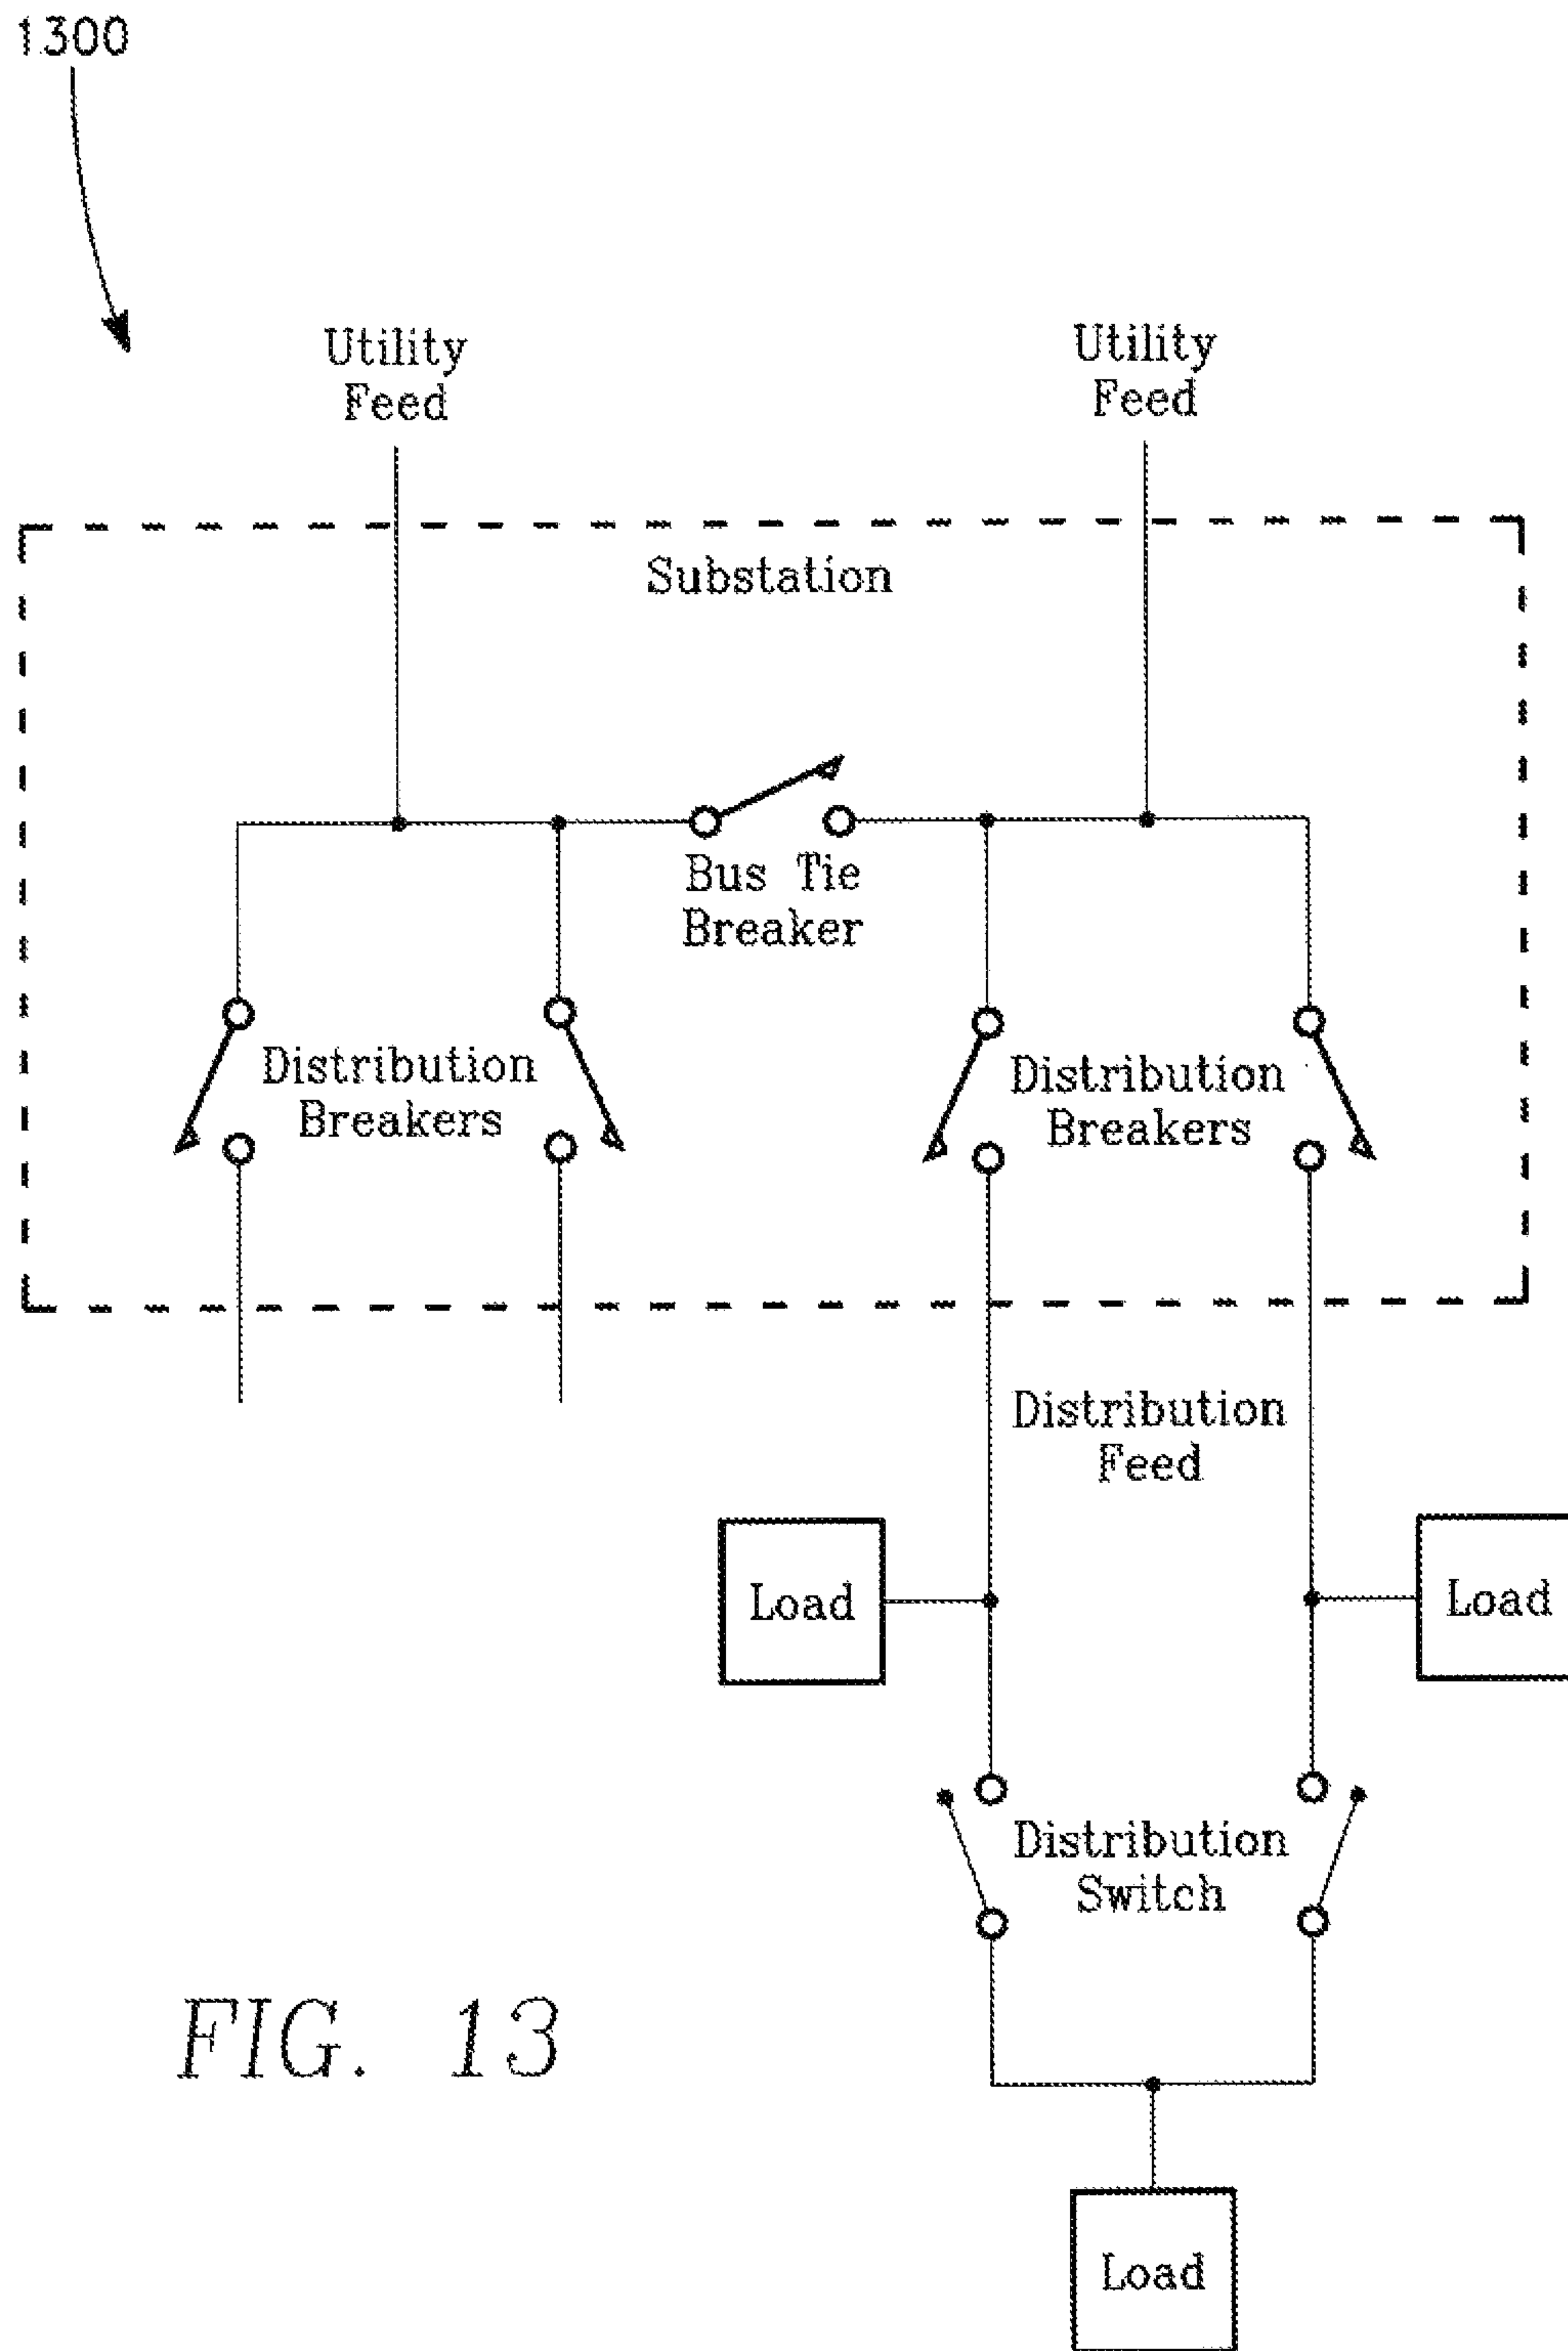 1300
Utility
Feed
Utility
Feed
Substation
Bus Tie
Breaker
Distribution
Breakers
Distribution
Breakers
Distribution
Feed
Load
Load
Distribution
Switch
FIG. 13
Load